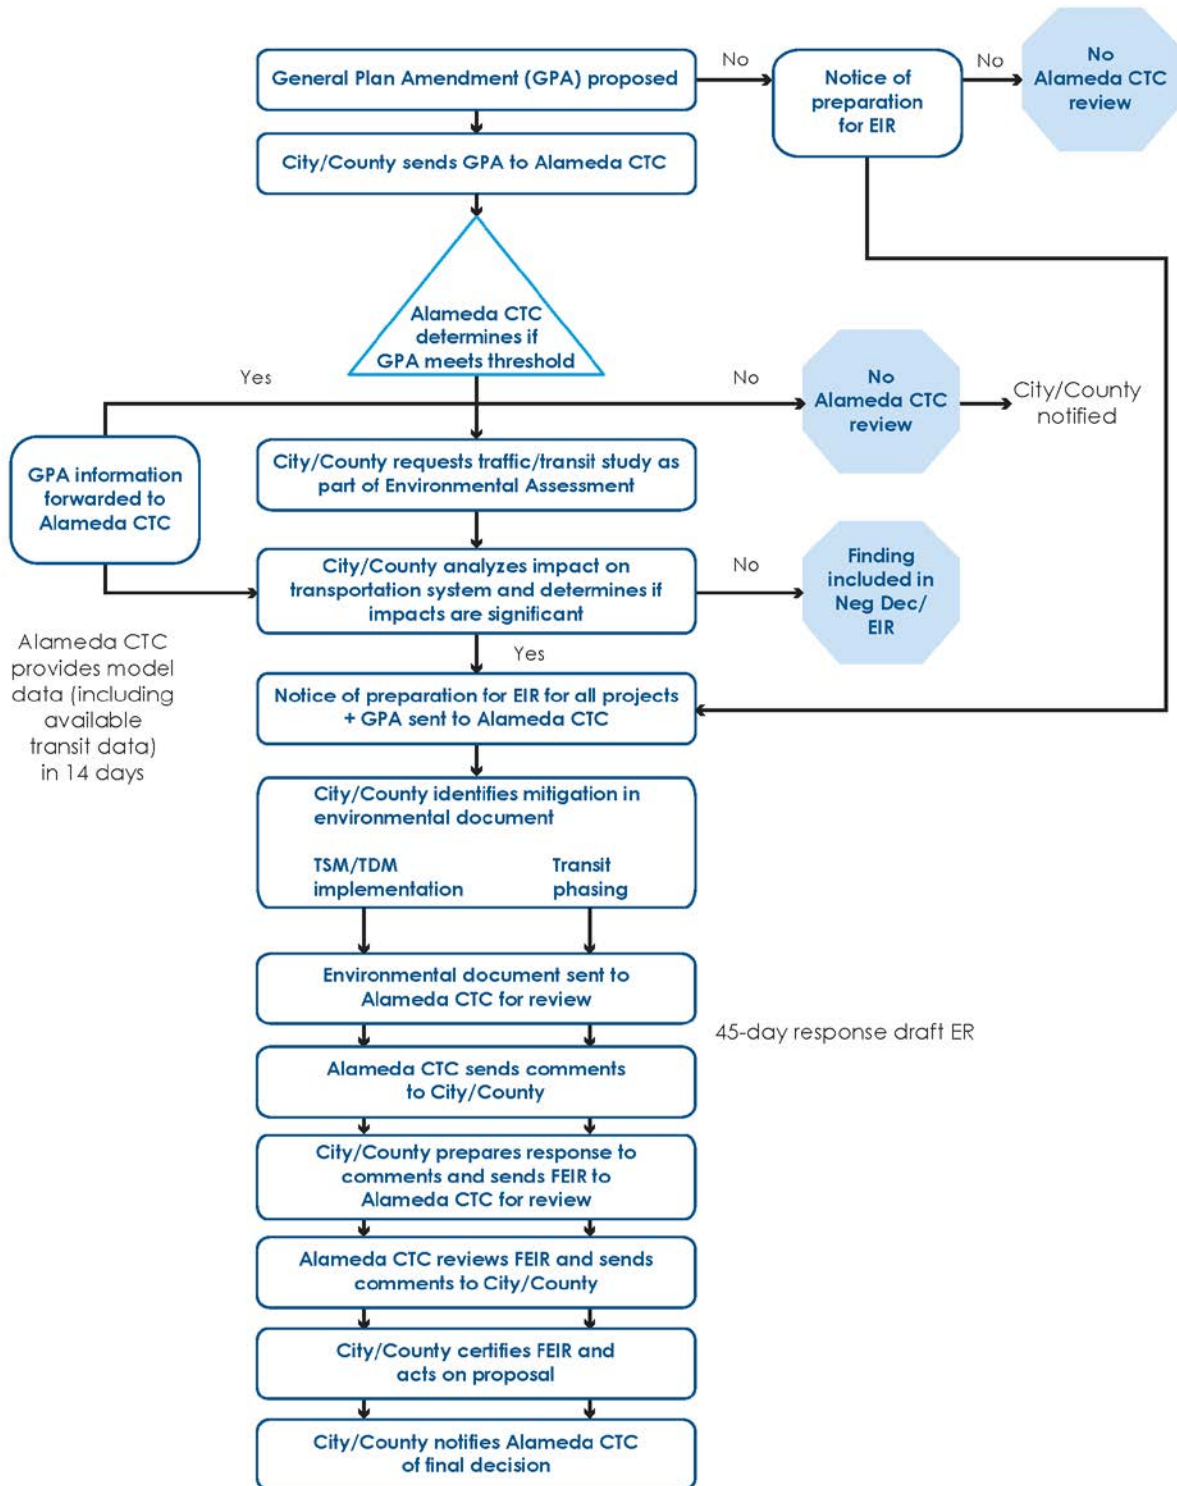 General Plan Amendment (GPA) proposed
No
Notice of
preparation
for EIR
No
No
Alameda CTC
review
City/County sends GPA to Alameda CTC
Alameda CTC
determines if
GPA meets threshold
Yes
No
No
Alameda CTC
review
City/County
notified
GPA information
forwarded to
Alameda CTC
City/County requests traffic/transit study as
part of Environmental Assessment
City/County analyzes impact on
transportation system and determines if
impacts are significant
No
Finding
included in
Neg Dec/
EIR
Alameda CTC
provides model
data (including
available
transit data)
in 14 days
Yes
Notice of preparation for EIR for all projects
+ GPA sent to Alameda CTC
City/County identifies mitigation in
environmental document
TSM/TDM
implementation
Transit
phasing
Environmental document sent to
Alameda CTC for review
45-day response draft ER
Alameda CTC sends comments
to City/County
City/County prepares response to
comments and sends FEIR to
Alameda CTC for review
Alameda CTC reviews FEIR and sends
comments to City/County
City/County certifies FEIR and
acts on proposal
City/County notifies Alameda CTC
of final decision